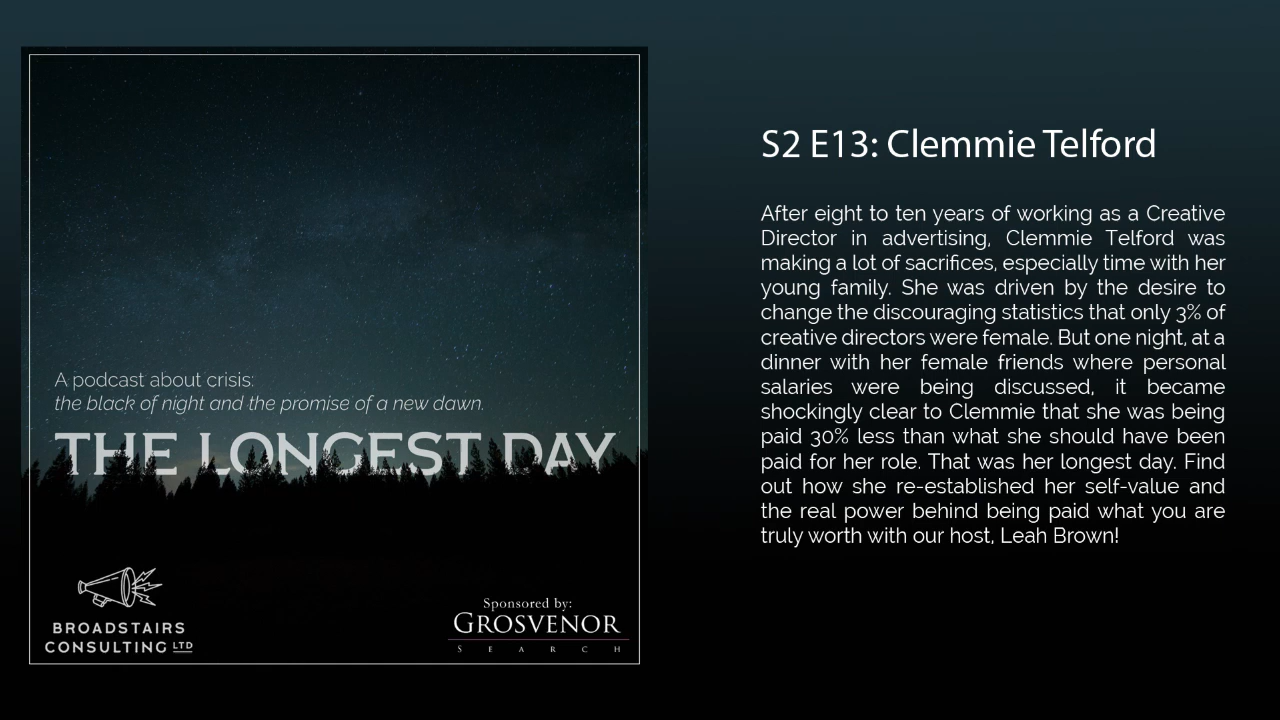 A podcast about crisis:
the black of night and the promise of a new dawn.
THE LONGEST DAY
BROADSTAIRS
CONSULTING LTD
Sponsored by:
GROSVENOR
SEARCH
S2 E13: Clemmie Telford
After eight to ten years of working as a Creative
Director in advertising, Clemmie Telford was
making a lot of sacrifices, especially time with her
young family. She was driven by the desire to
change the discouraging statistics that only 3% of
creative directors were female. But one night, at a
dinner with her female friends where personal
salaries were being discussed, it became
shockingly clear to Clemmie that she was being
paid 30% less than what she should have been
paid for her role. That was her longest day. Find
out how she re-established her self-value and
the real power behind being paid what you are
truly worth with our host, Leah Brown!